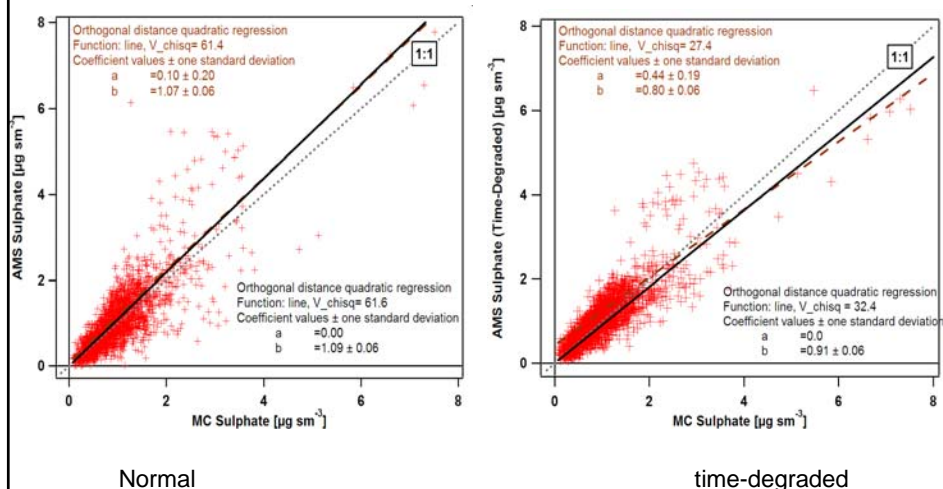 Orthogonal distance quadratic regression
Function: line, V_chisq= 61.4
Coefficient values ± one standard deviation
a =0.10 ± 0.20
b =1.07 ± 0.06
1:1
8
6
4
2
0
AMS Sulphate [µg sm-3]
Orthogonal distance quadratic regression
Function: line, V_chisq= 61.6
Coefficient values ± one standard deviation
a =0.00
b =1.09 ± 0.06
0 2 4 6 8
MC Sulphate [µg sm-3]
Normal
Orthogonal distance quadratic regression
Function: line, V_chisq= 27.4
Coefficient values ± one standard deviation
a =0.44 ± 0.19
b =0.80 ± 0.06
1:1
8
6
4
2
0
AMS Sulphate (Time-Degraded) [µg sm-3]
Orthogonal distance quadratic regression
Function: line, V_chisq = 32.4
Coefficient values ± one standard deviation
a =0.0
b =0.91 ± 0.06
0 2 4 6 8
MC Sulphate [µg sm-3]
time-degraded